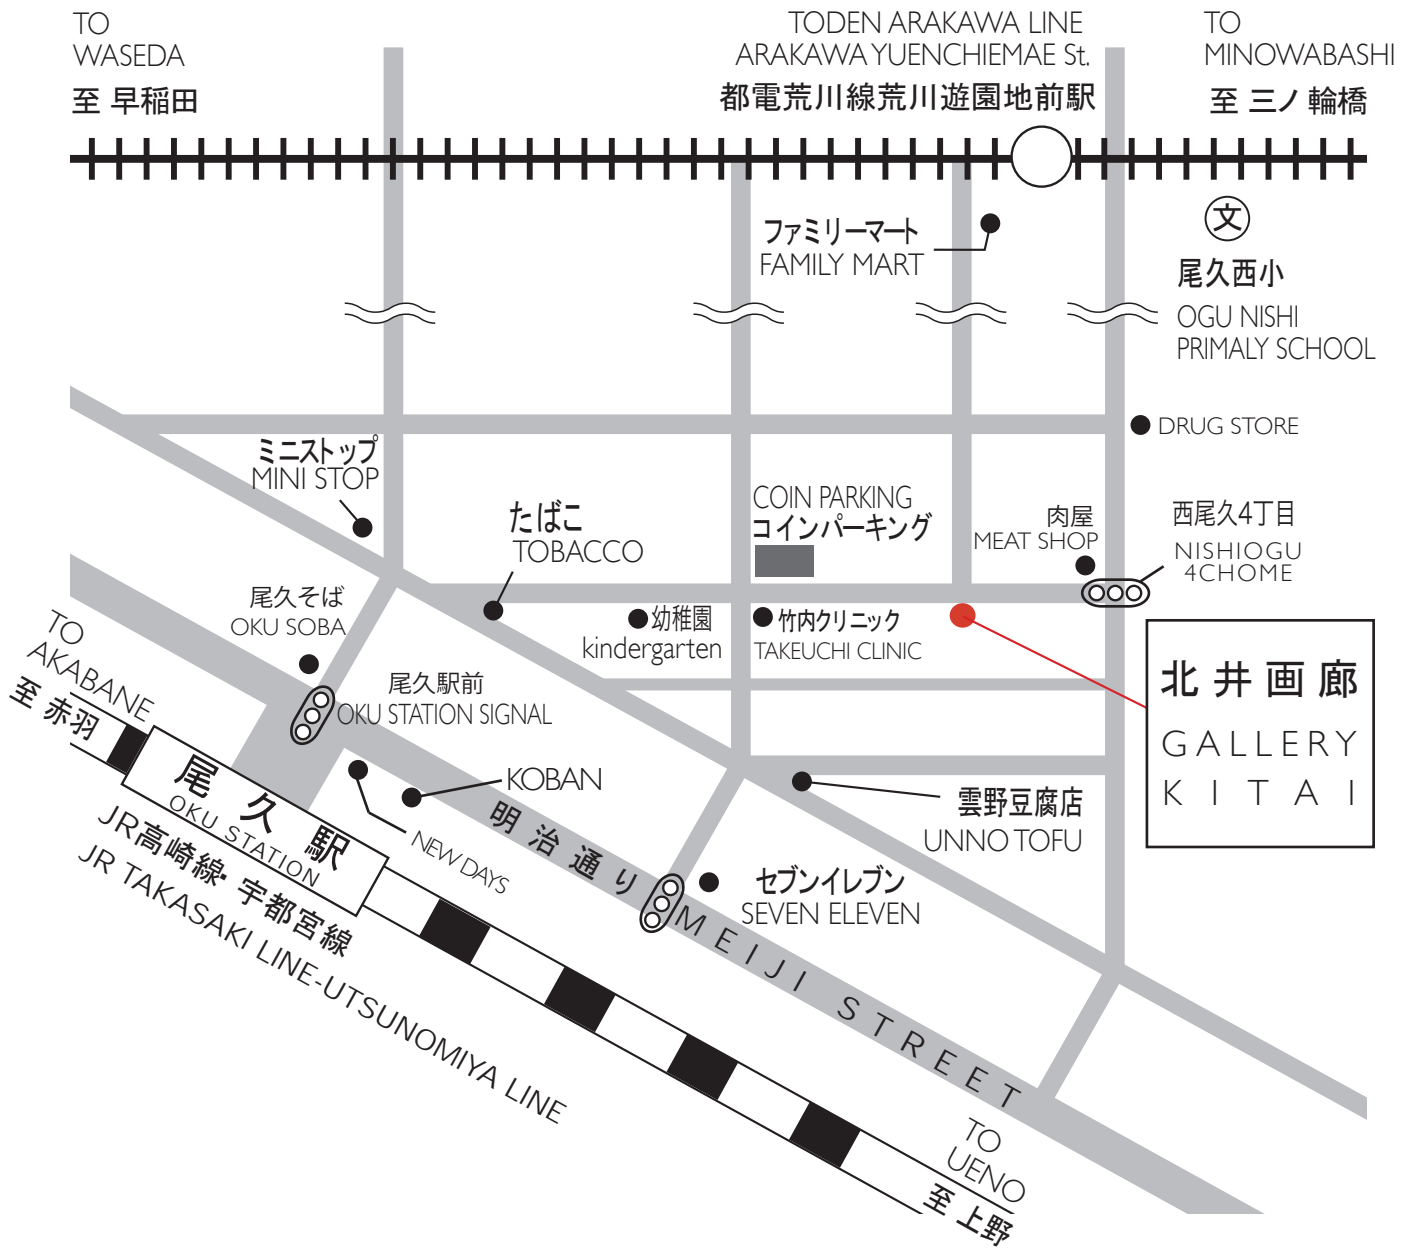 TO
WASEDA
至 早稲田
TODEN ARAKAWA LINE
ARAKAWA YUENCHIEMAE St.
都電荒川線荒川遊園地前駅
TO
MINOWABASHI
至 三ノ輪橋
ファミリーマート
FAMILY MART
文
尾久西小
OGU NISHI
PRIMALY SCHOOL
DRUG STORE
ミニストップ
MINI STOP
たばこ
TOBACCO
COIN PARKING
コインパーキング
肉屋
MEAT SHOP
西尾久4丁目
NISHIOGU
4CHOME
尾久そば
OKU SOBA
幼稚園
kindergarten
竹内クリニック
TAKEUCHI CLINIC
北井画廊
GALLERY
KITAI
TO
AKABANE
至 赤羽
尾久駅前
OKU STATION SIGNAL
尾久駅
OKU STATION
JR高崎線・宇都宮線
JR TAKASAKI LINE-UTSUNOMIYA LINE
KOBAN
NEW DAYS
明治通り
MEIJI STREET
雲野豆腐店
UNNO TOFU
セブンイレブン
SEVEN ELEVEN
TO
UENO
至 上野